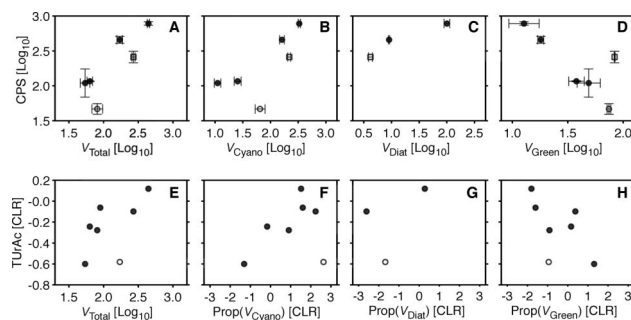 A
B
C
D
CPS [Log10]
3.0
2.5
2.0
1.5
1.0 1.5 2.0 2.5 3.0
1.0 1.5 2.0 2.5 3.0
0.5 1.0 1.5 2.0
1.0 1.5 2.0
VTotal [Log10]
VCyano [Log10]
VDiat [Log10]
VGreen [Log10]
E
F
G
H
TUrAc [CLR]
0.2
-0.2
-0.4
-0.6
-0.8
1.0 1.5 2.0 2.5 3.0
-3 -2 -1 0 1 2 3
-3 -2 -1 0 1 2 3
-3 -2 -1 0 1 2 3
VTotal [Log10]
Prop(VCyano) [CLR]
Prop(VDiat) [CLR]
Prop(VGreen) [CLR]